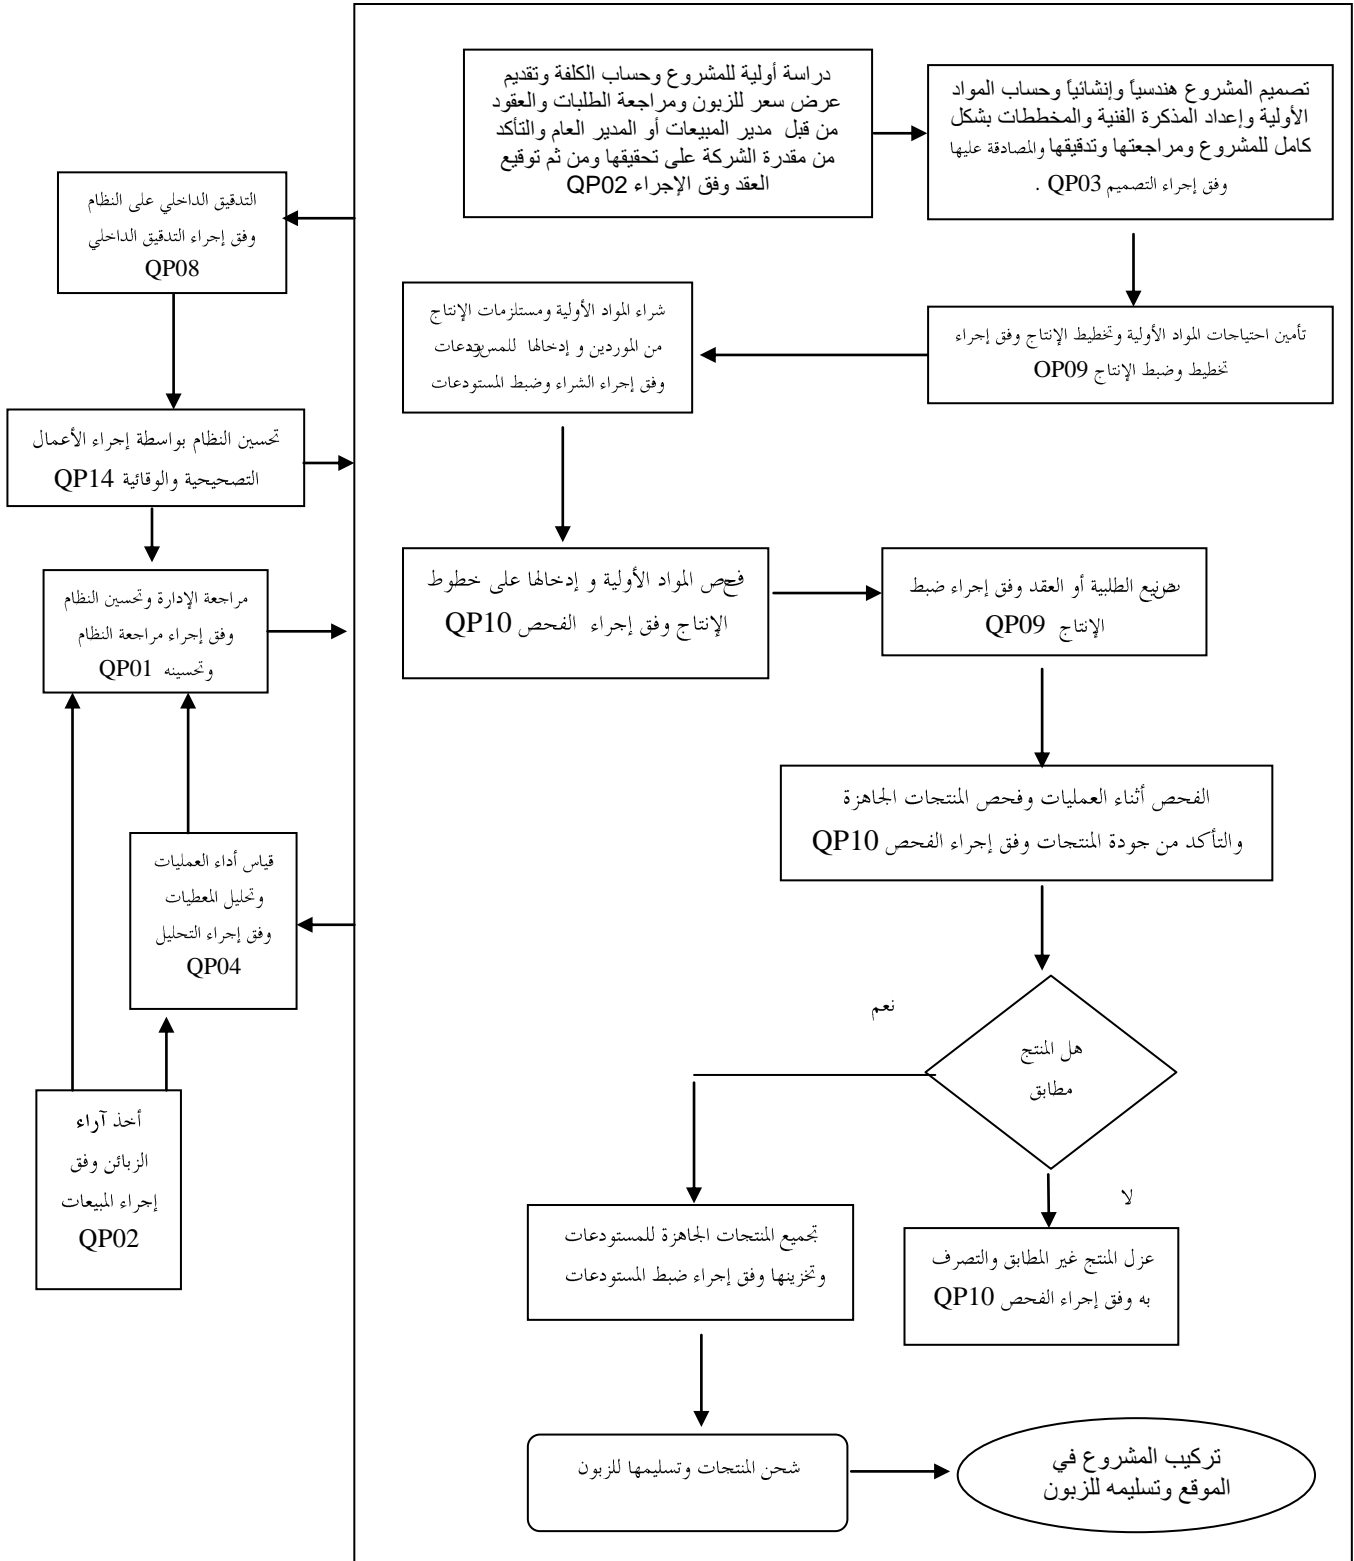 دراسة أولية للمشروع وحساب الكلفة وتقديم
عرض سعر للزبون ومراجعة الطلبات والعقود
من قبل مدير المبيعات أو المدير العام والتأكد
من مقدرة الشركة على تحقيقها ومن ثم توقيع
العقد وفق الإجراء QP02
تصميم المشروع هندسياً وإنشائياً وحساب المواد
الأولية وإعداد المذكرة الفنية والمخططات بشكل
كامل للمشروع ومراجعتها وتدقيقها والمصادقة عليها
وفق إجراء التصميم QP03 .
تأمين احتياجات المواد الأولية وتخطيط الإنتاج وفق إجراء
تخطيط وضبط الإنتاج OP09
شراء المواد الأولية ومستلزمات الإنتاج
من الموردين و إدخالها
وفق إجراء الشراء وضبط المستودعات
فحص المواد الأولية و إدخالها على خطوط
الإنتاج وفق إجراء الفحص QP10
الطلبية أو العقد وفق إجراء ضبط
الإنتاج QP09
الفحص أثناء العمليات وفحص المنتجات الجاهزة
والتأكد من جودة المنتجات وفق إجراء الفحص QP10
هل المنتج
مطابق
نعم
لا
تجميع المنتجات الجاهزة للمستودعات
وتخزينها وفق إجراء ضبط المستودعات
عزل المنتج غير المطابق والتصرف
به وفق إجراء الفحص QP10
شحن المنتجات وتسليمها للزبون
تركيب المشروع في
الموقع وتسليمه للزبون
التدقيق الداخلي على النظام
وفق إجراء التدقيق الداخلي
QP08
تحسين النظام بواسطة إجراء الأعمال
التصحيحية والوقائية QP14
مراجعة الإدارة وتحسين النظام
وفق إجراء مراجعة النظام
وتحسينه QP01
قياس أداء العمليات
وتحليل المعطيات
وفق إجراء التحليل
QP04
أخذ آراء
الزبائن وفق
إجراء المبيعات
QP02